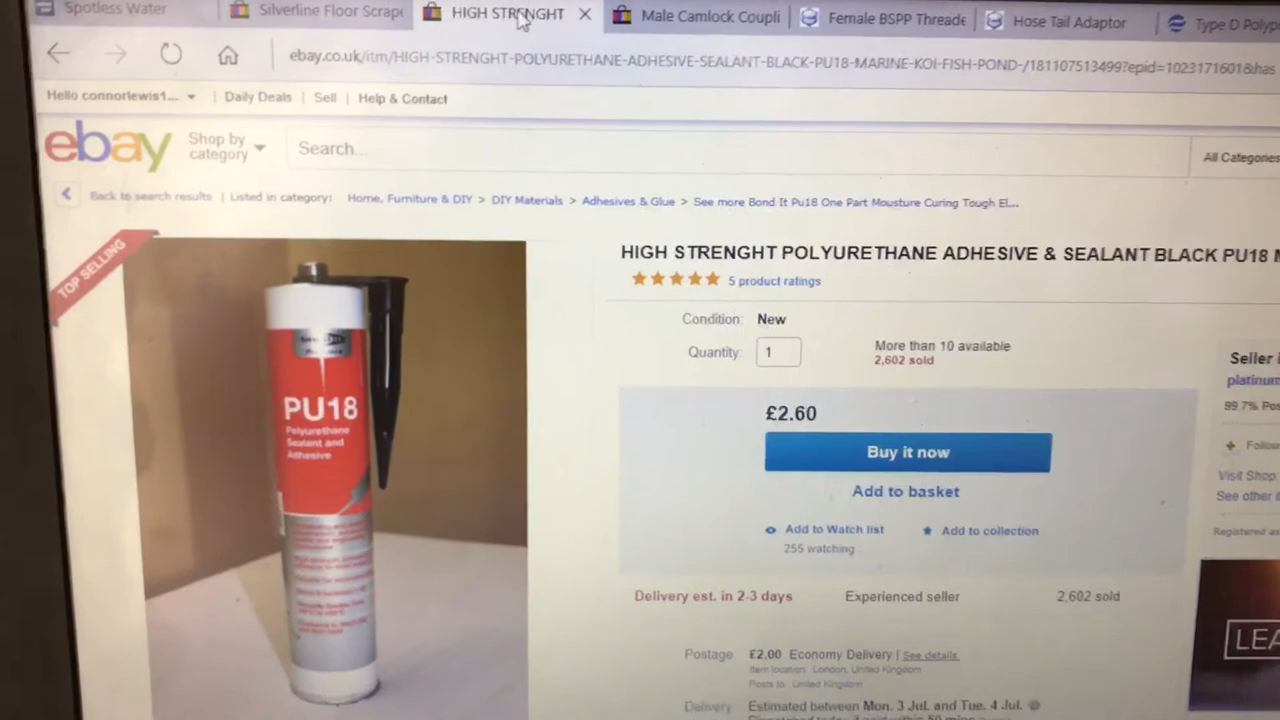 Spotless Water
Silverline Floor Scrape
HIGH STRENGHT
Male Camlock Coupli
Female BSPP Threade
Hose Tail Adaptor
Type D Polyp
ebay.co.uk/itm/HIGH-STRENGHT-POLYURETHANE-ADHESIVE-SEALANT-BLACK-PU18-MARINE-KOI-FISH-POND-/181107513499?epid=1023171601&has
Hello connorlewis1... | Daily Deals | Sell | Help & Contact
ebay
Shop by
category
Search...
All Categories
Back to search results | Listed in category: Home, Furniture & DIY > DIY Materials > Adhesives & Glue > See more Bond It Pu18 One Part Mousture Curing Tough El...
TOP SELLING
HIGH STRENGHT POLYURETHANE ADHESIVE & SEALANT BLACK PU18
5 product ratings
Condition: New
Quantity: 1
More than 10 available
2,602 sold
£2.60
Buy it now
Add to basket
Add to Watch list
Add to collection
255 watching
Delivery est. in 2-3 days
Experienced seller
2,602 sold
Postage: £2.00 Economy Delivery | See details
Item location: London, United Kingdom
Posts to: United Kingdom
Delivery: Estimated between Mon. 3 Jul. and Tue. 4 Jul.
Seller i
platinum
99.7% Pos
Follow
Visit Shop:
See other i
Registered as
LEA
PU18
Polyurethane
Sealant and
Adhesive